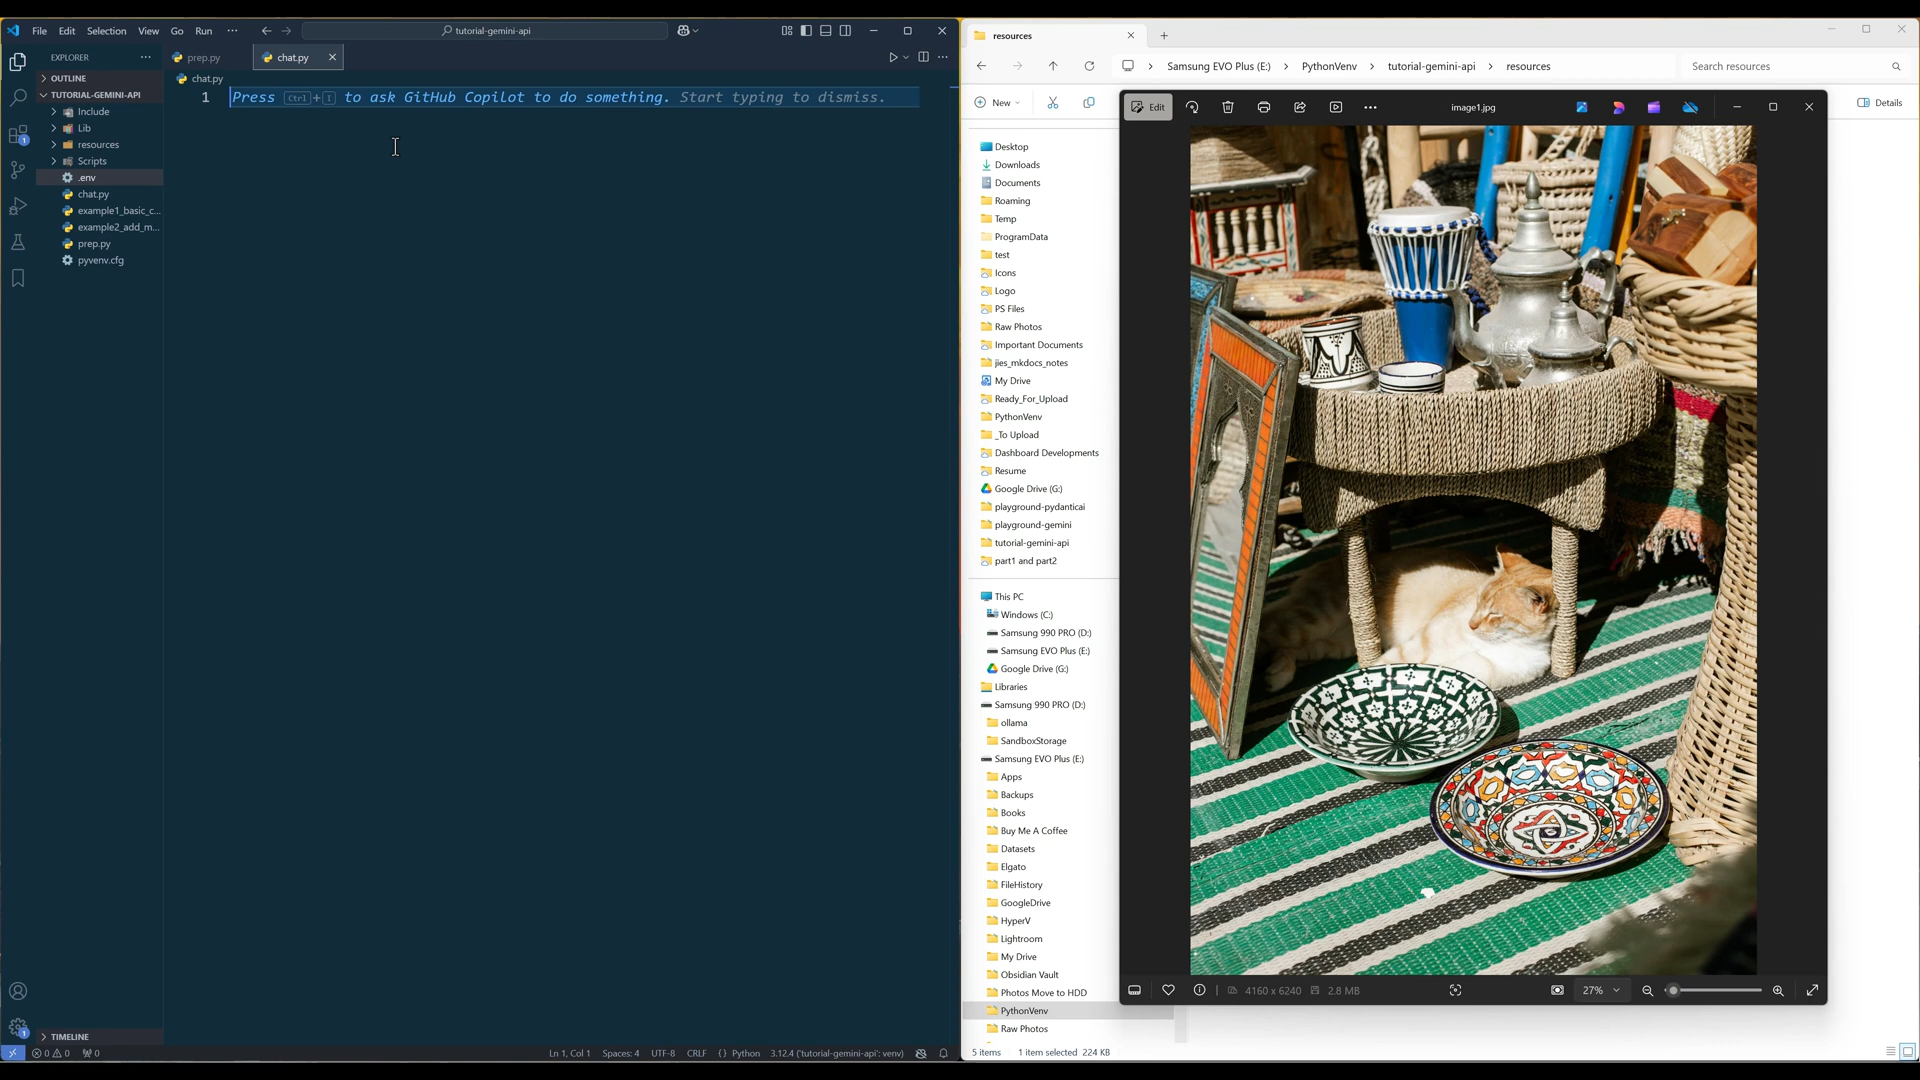 File Edit Selection View Go Run ···
tutorial-gemini-api
EXPLORER
OUTLINE
TUTORIAL-GEMINI-API
Include
Lib
resources
Scripts
.env
chat.py
example1_basic_c...
example2_add_m...
prep.py
pyvenv.cfg
TIMELINE
prep.py
chat.py
chat.py
1 Press Ctrl+I to ask GitHub Copilot to do something. Start typing to dismiss.
0 0 0
Ln 1, Col 1 Spaces: 4 UTF-8 CRLF {} Python 3.12.4 ('tutorial-gemini-api': venv)
resources
Samsung EVO Plus (E:) > PythonVenv > tutorial-gemini-api > resources
Search resources
New
Details
Desktop
Downloads
Documents
Roaming
Temp
ProgramData
test
Icons
Logo
PS Files
Raw Photos
Important Documents
jies_mkdocs_notes
My Drive
Ready_For_Upload
PythonVenv
_To Upload
Dashboard Developments
Resume
Google Drive (G:)
playground-pydanticai
playground-gemini
tutorial-gemini-api
part1 and part2
This PC
Windows (C:)
Samsung 990 PRO (D:)
Samsung EVO Plus (E:)
Google Drive (G:)
Libraries
Samsung 990 PRO (D:)
ollama
SandboxStorage
Samsung EVO Plus (E:)
Apps
Backups
Books
Buy Me A Coffee
Datasets
Elgato
FileHistory
GoogleDrive
HyperV
Lightroom
My Drive
Obsidian Vault
Photos Move to HDD
PythonVenv
Raw Photos
5 items 1 item selected 224 KB
Edit
image1.jpg
4160 x 6240 2.8 MB
27%